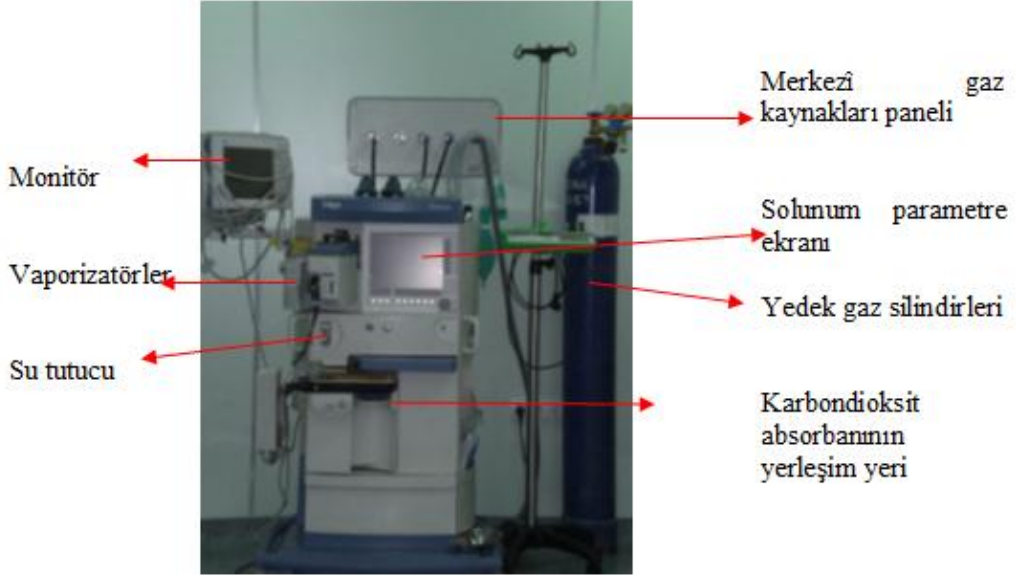 Monitör
Vaporizatörler
Su tutucu
Merkezî gaz
kaynakları paneli
Solunum parametre
ekranı
Yedek gaz silindirleri
Karbondioksit
absorbanının
yerleşim yeri